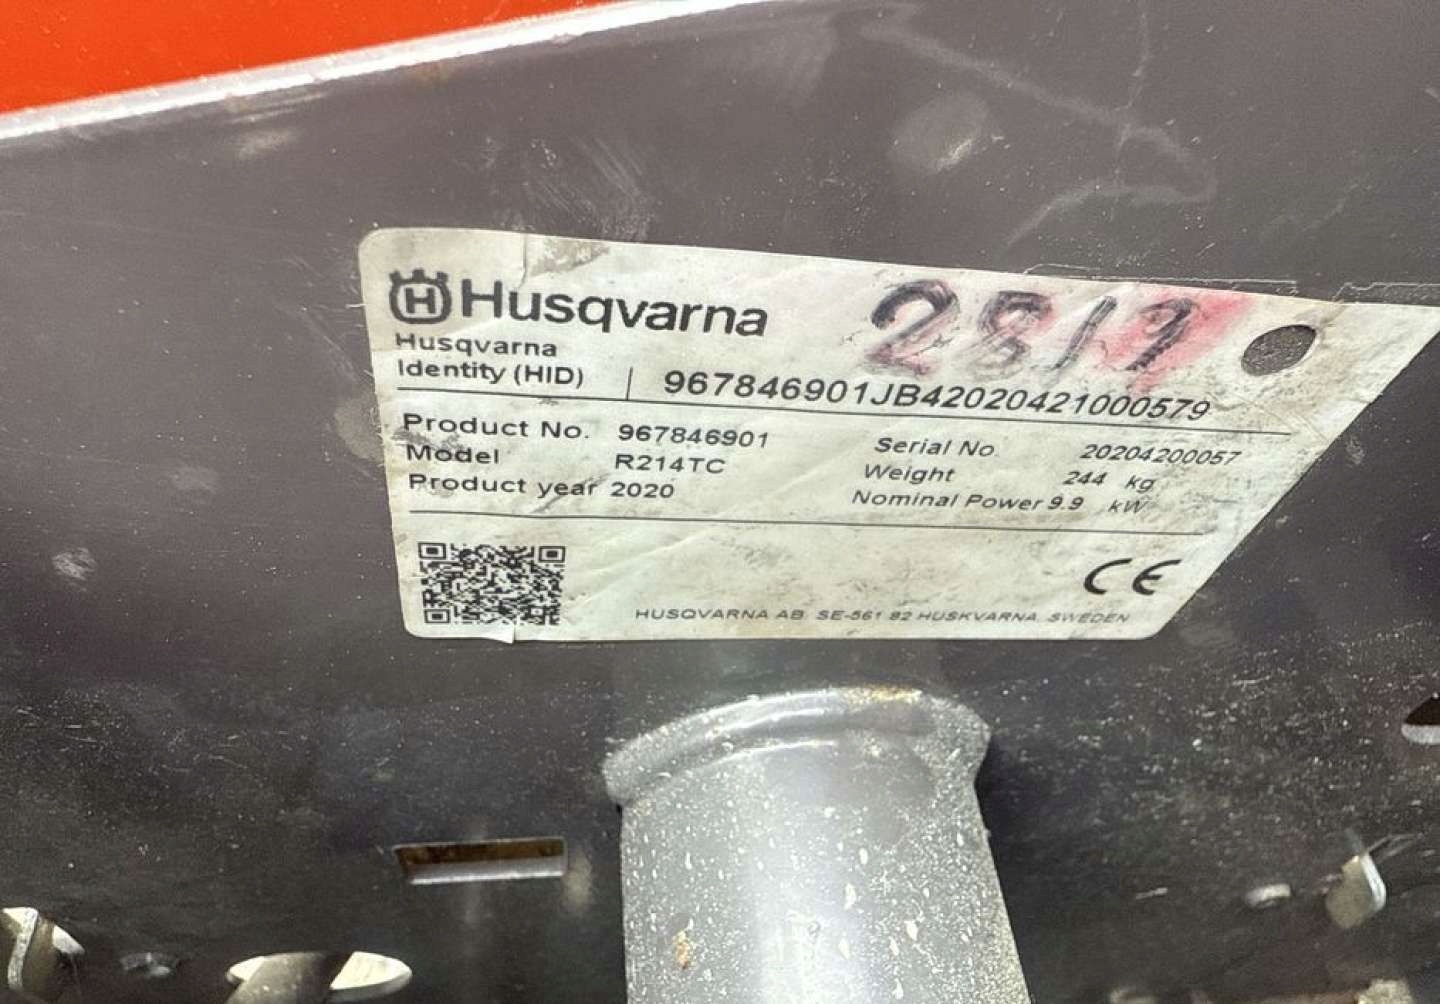 Husqvarna
2819
Husqvarna
Identity (HID) 967846901JB42020421000579
Product No. 967846901 Serial No. 20204200057
Model R214TC Weight 244 kg
Product year 2020 Nominal Power 9.9 kW
CE
HUSQVARNA AB SE-561 82 HUSKVARNA SWEDEN